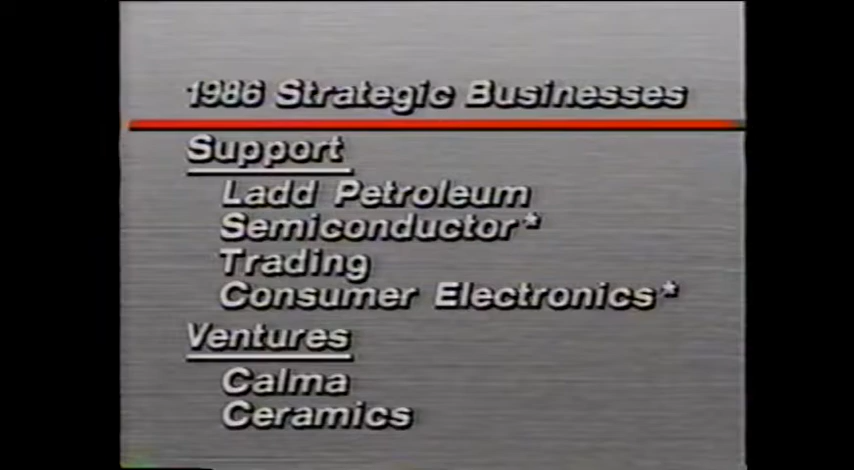 1986 Strategic Businesses
Support
Ladd Petroleum
Semiconductor*
Trading
Consumer Electronics*
Ventures
Calma
Ceramics